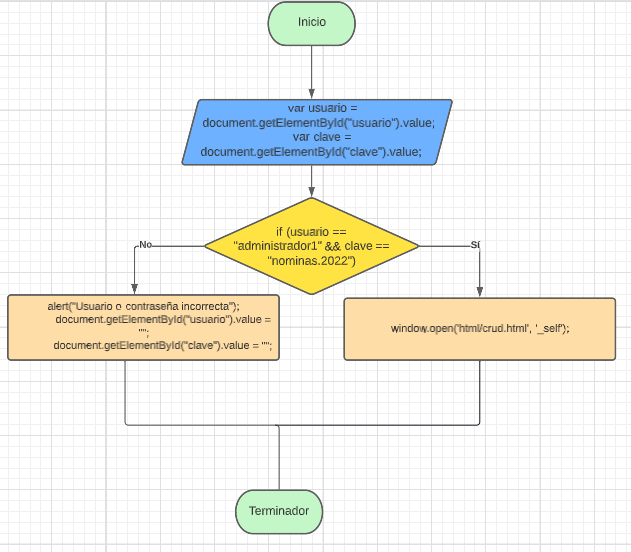 Inicio
var usuario =
document.getElementById("usuario").value;
var clave =
document.getElementById("clave").value;
if (usuario ==
"administrador1" && clave ==
"nominas.2022")
No
Sí
alert("Usuario o contraseña incorrecta");
document.getElementById("usuario").value =
"";
document.getElementById("clave").value = "";
window.open('html/crud.html', '_self');
Terminador